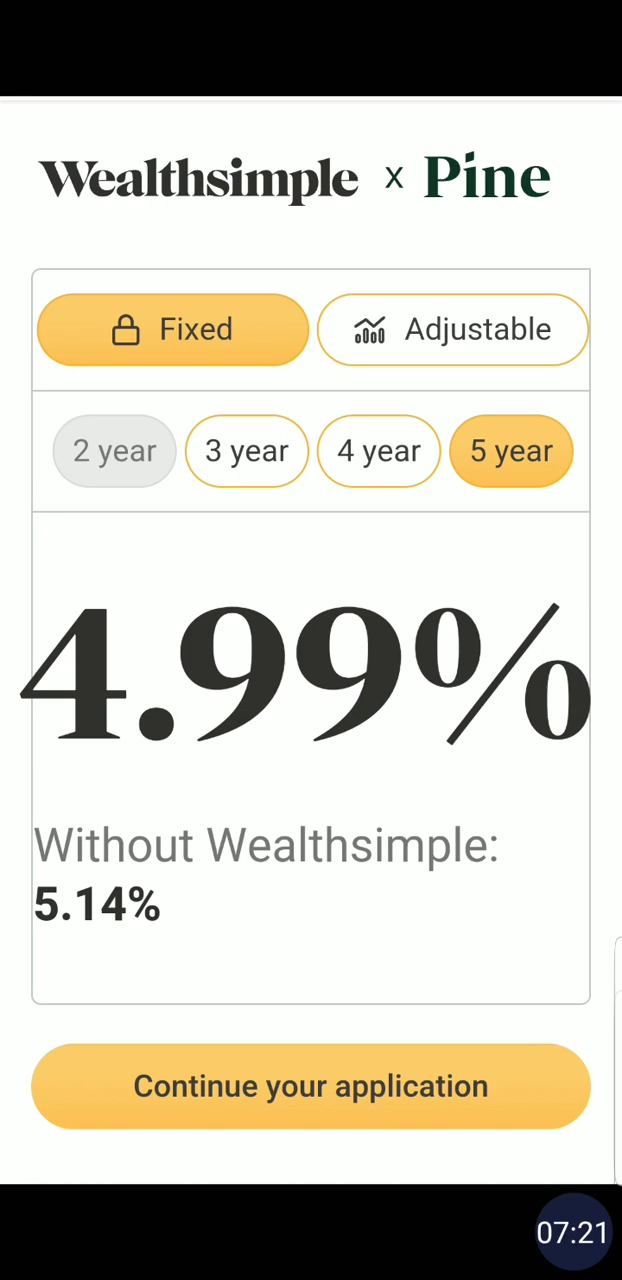 Wealthsimple x Pine
Fixed Adjustable
2 year 3 year 4 year 5 year
4.99%
Without Wealthsimple:
5.14%
Continue your application
07:21